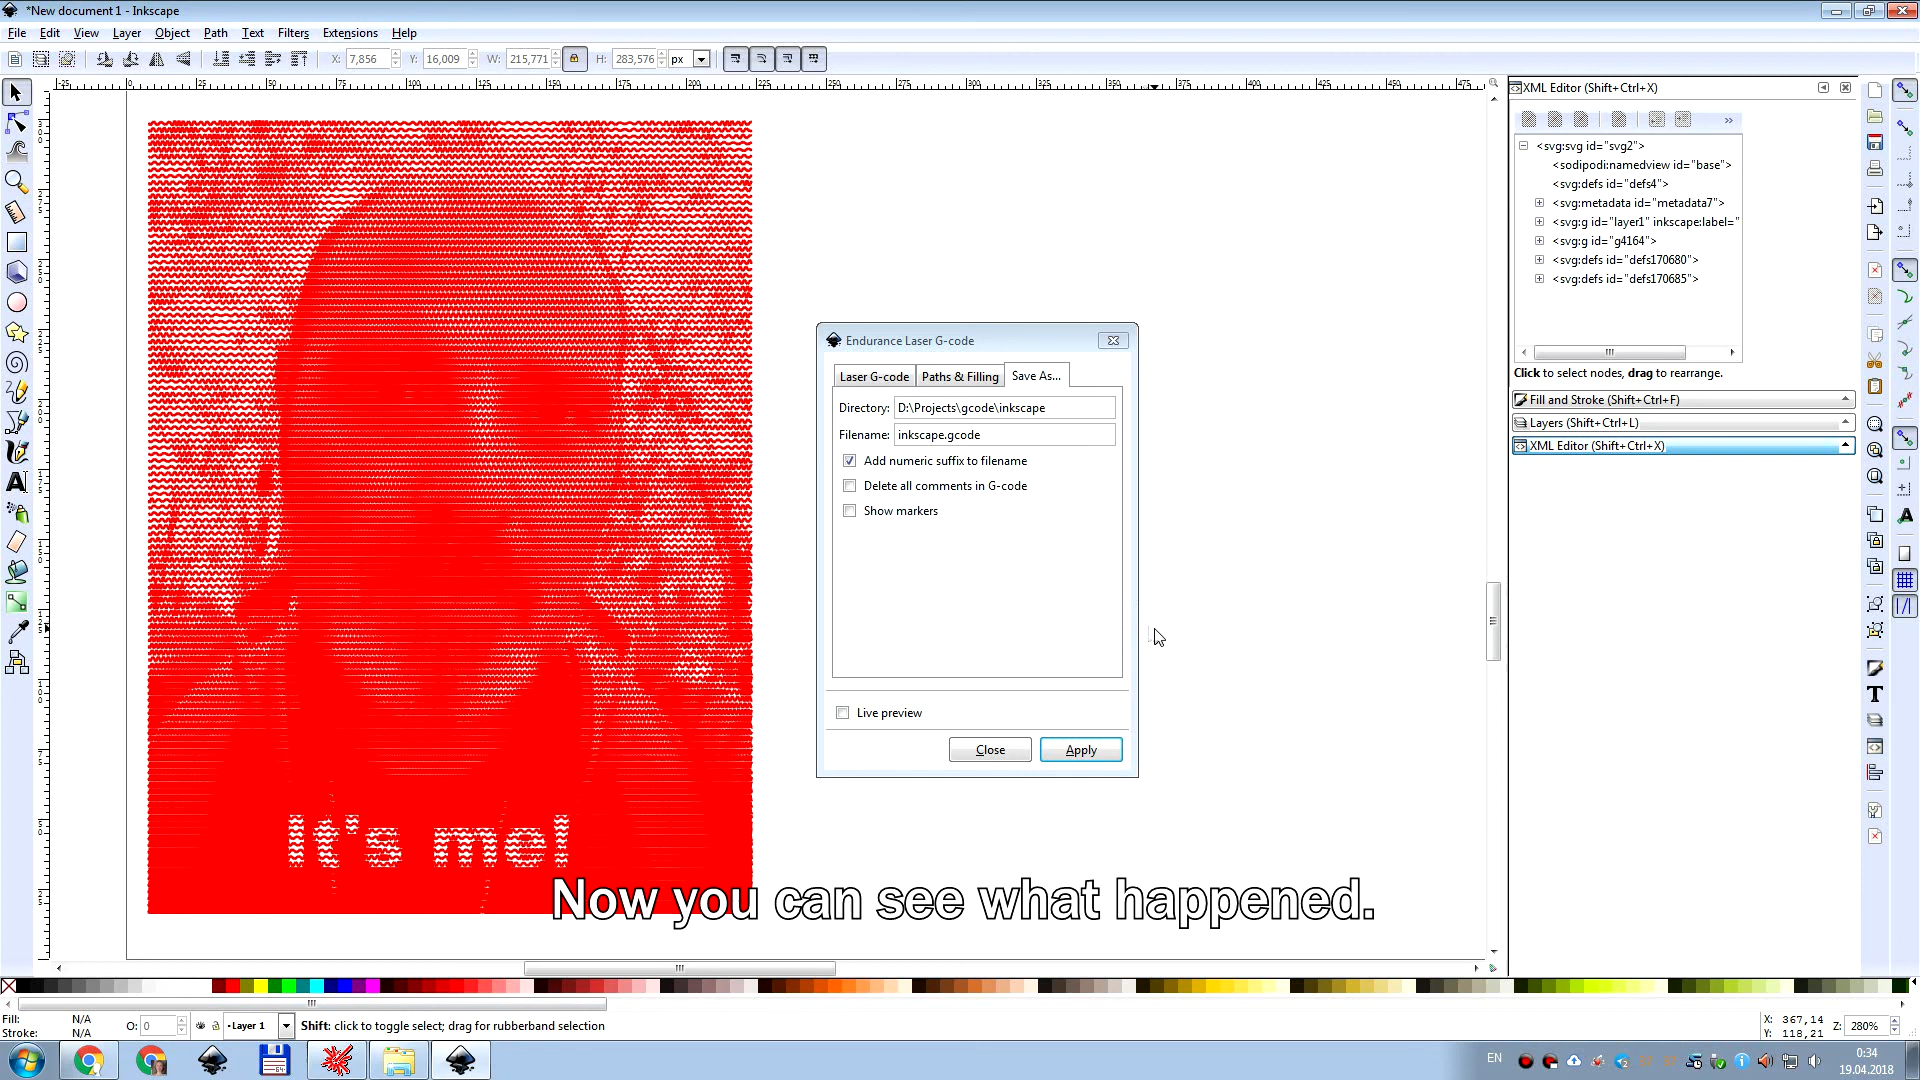 *New document 1 - Inkscape
File Edit View Layer Object Path Text Filters Extensions Help
X: 7,856 Y: 16,009 W: 215,771 H: 283,576 px
XML Editor (Shift+Ctrl+X)
<svg:svg id="svg2">
<sodipodi:namedview id="base">
<svg:defs id="defs4">
<svg:metadata id="metadata7">
<svg:g id="layer1" inkscape:label="
<svg:g id="g4164">
<svg:defs id="defs170680">
<svg:defs id="defs170685">
Click to select nodes, drag to rearrange.
Fill and Stroke (Shift+Ctrl+F)
Layers (Shift+Ctrl+L)
XML Editor (Shift+Ctrl+X)
Endurance Laser G-code
Laser G-code Paths & Filling Save As...
Directory: D:\Projects\gcode\inkscape
Filename: inkscape.gcode
Add numeric suffix to filename
Delete all comments in G-code
Show markers
Live preview
Close Apply
It's me!
Now you can see what happened.
Fill: N/A
Stroke: N/A
O: 0
Layer 1
Shift: click to toggle select; drag for rubberband selection
X: 367,14
Y: 118,21
Z: 280%
EN
0:34
19.04.2018